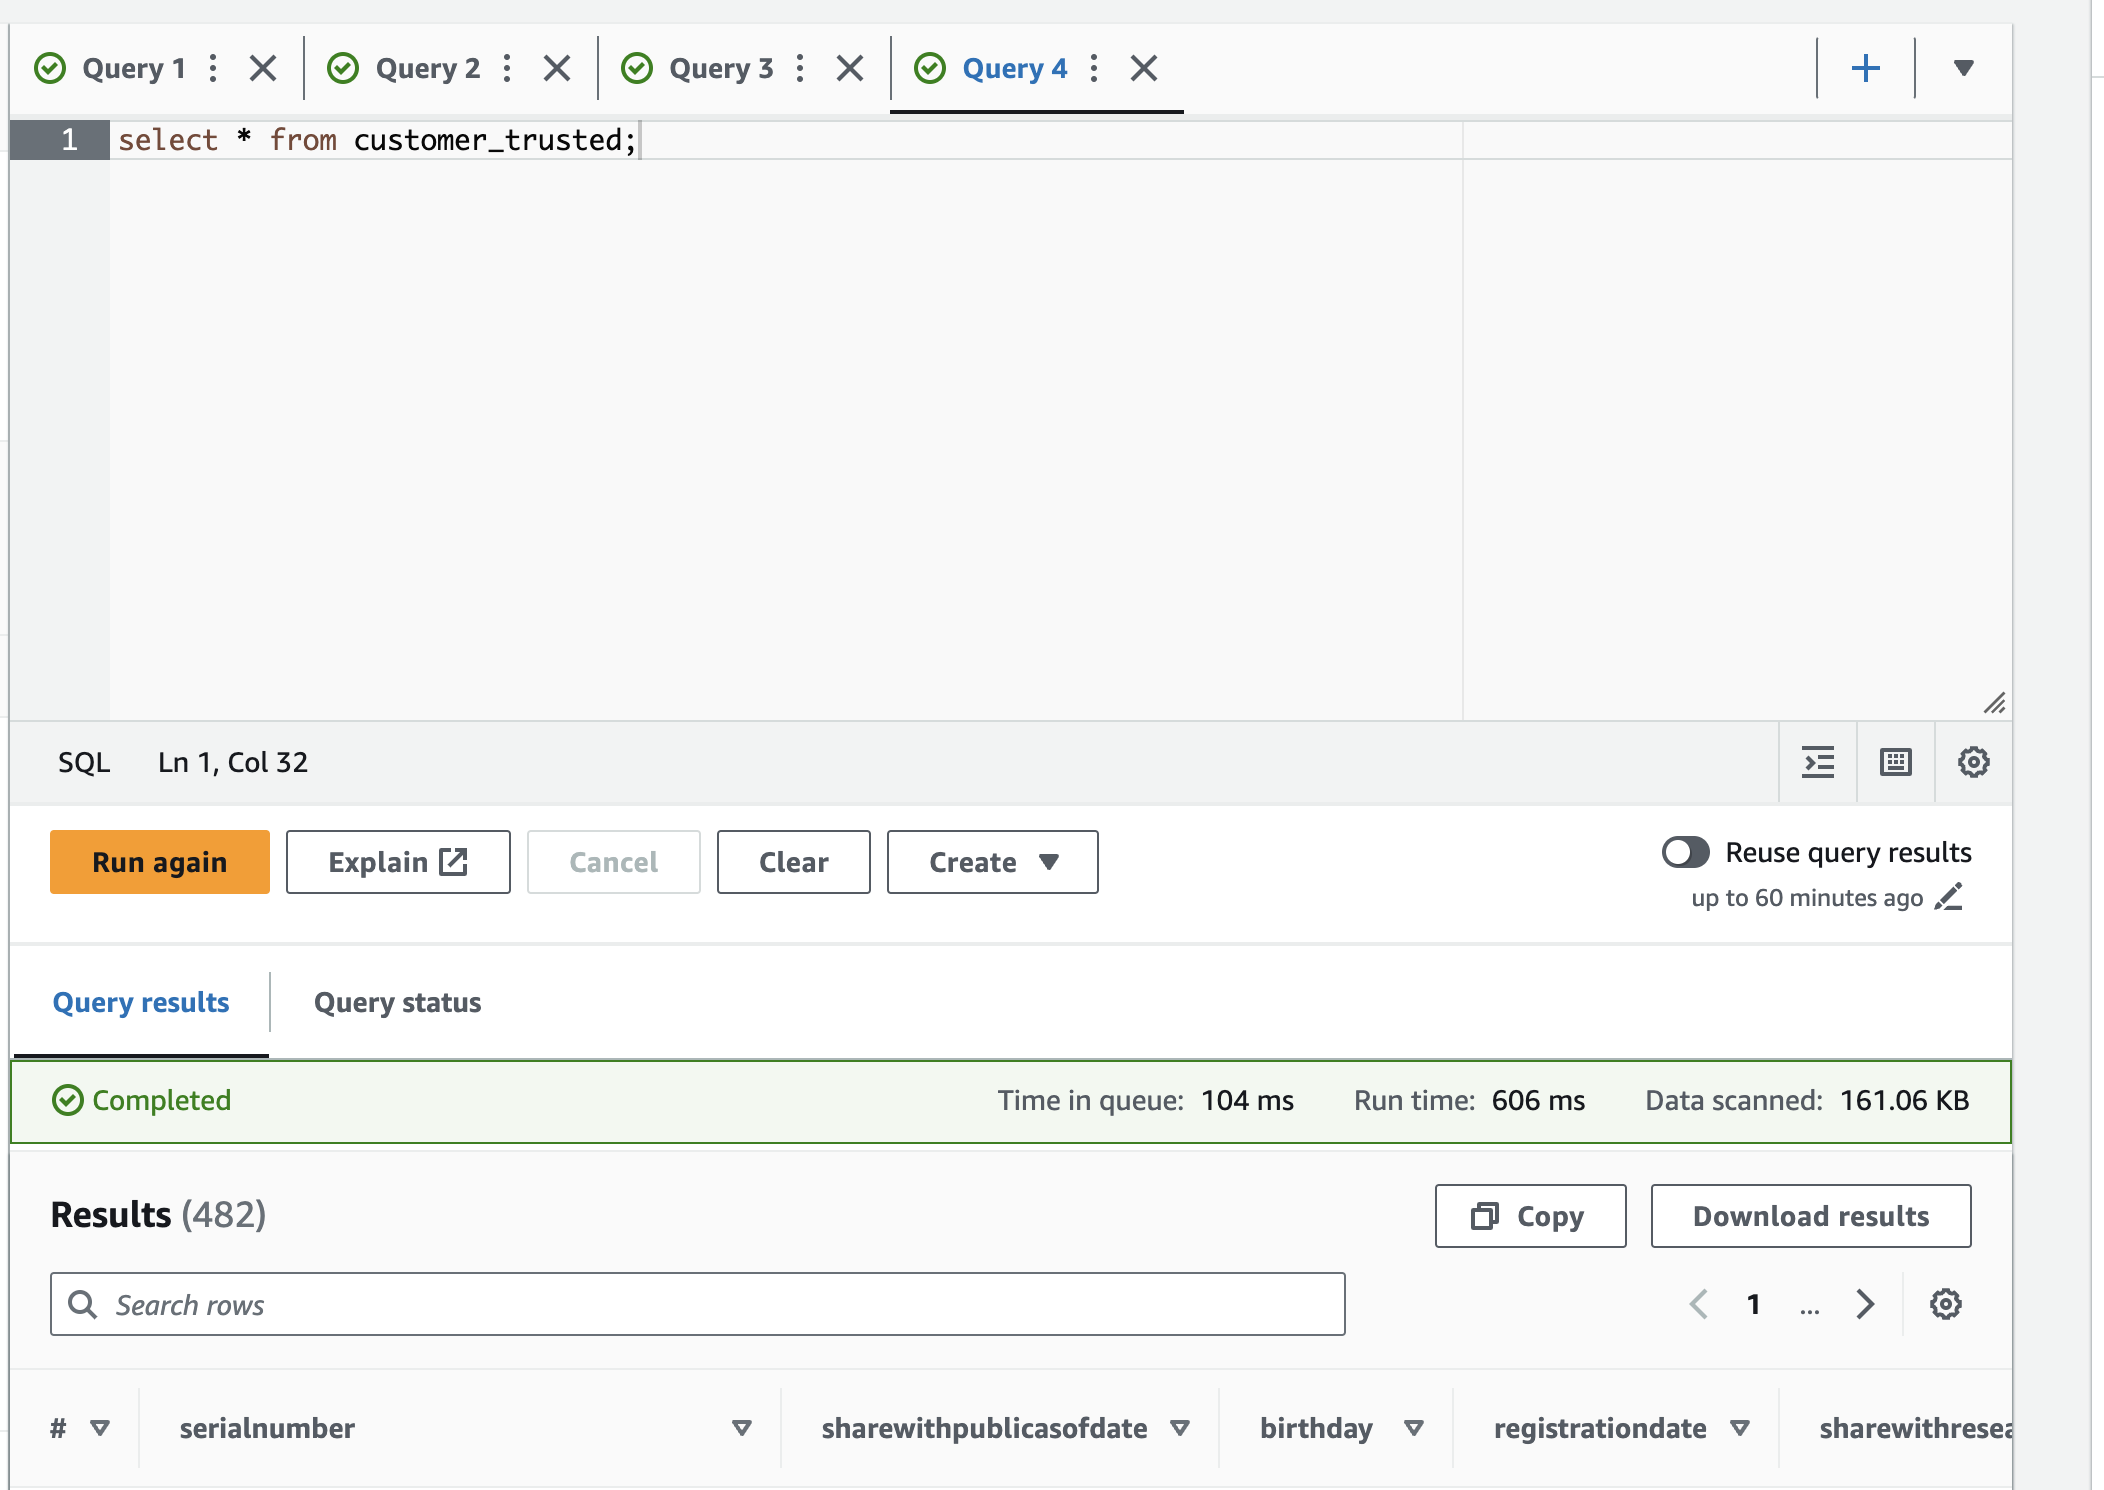 Query 1
Query 2
Query 3
Query 4
1 select * from customer_trusted;
SQL Ln 1, Col 32
Run again
Explain
Cancel
Clear
Create
Reuse query results
up to 60 minutes ago
Query results
Query status
Completed
Time in queue: 104 ms
Run time: 606 ms
Data scanned: 161.06 KB
Results (482)
Copy
Download results
Search rows
1 ...
# serialnumber sharewithpublicasofdate birthday registrationdate sharewithresea